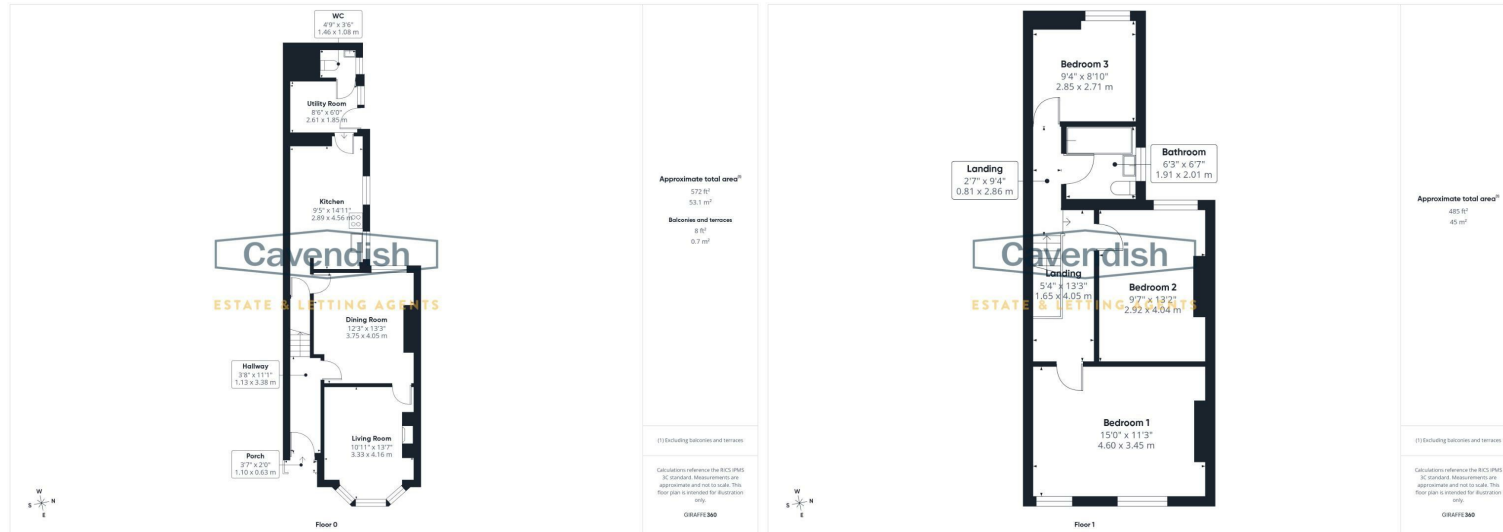 WC
4'9" x 3'6"
1.46 x 1.08 m
Utility Room
8'6" x 6'0"
2.61 x 1.85 m
Kitchen
9'5" x 14'11"
2.89 x 4.56 m
Cavendish
ESTATE & LETTING AGENTS
Dining Room
12'3" x 13'3"
3.75 x 4.05 m
Hallway
3'8" x 11'1"
1.13 x 3.38 m
Living Room
10'11" x 13'7"
3.33 x 4.16 m
Porch
3'7" x 2'0"
1.10 x 0.63 m
W
S N
E
Floor 0
Approximate total area(1)
572 ft²
53.1 m²
Balconies and terraces
8 ft²
0.7 m²
(1) Excluding balconies and terraces
Calculations reference the RICS IPMS
3C standard. Measurements are
approximate and not to scale. This
floor plan is intended for illustration
only.
GIRAFFE360
Bedroom 3
9'4" x 8'10"
2.85 x 2.71 m
Bathroom
6'3" x 6'7"
1.91 x 2.01 m
Landing
2'7" x 9'4"
0.81 x 2.86 m
Cavendish
ESTATE & LETTING AGENTS
Landing
5'4" x 13'3"
1.65 x 4.05 m
Bedroom 2
9'7" x 13'2"
2.92 x 4.04 m
Bedroom 1
15'0" x 11'3"
4.60 x 3.45 m
W
S N
E
Floor 1
Approximate total area(1)
485 ft²
45 m²
(1) Excluding balconies and terraces
Calculations reference the RICS IPMS
3C standard. Measurements are
approximate and not to scale. This
floor plan is intended for illustration
only.
GIRAFFE360